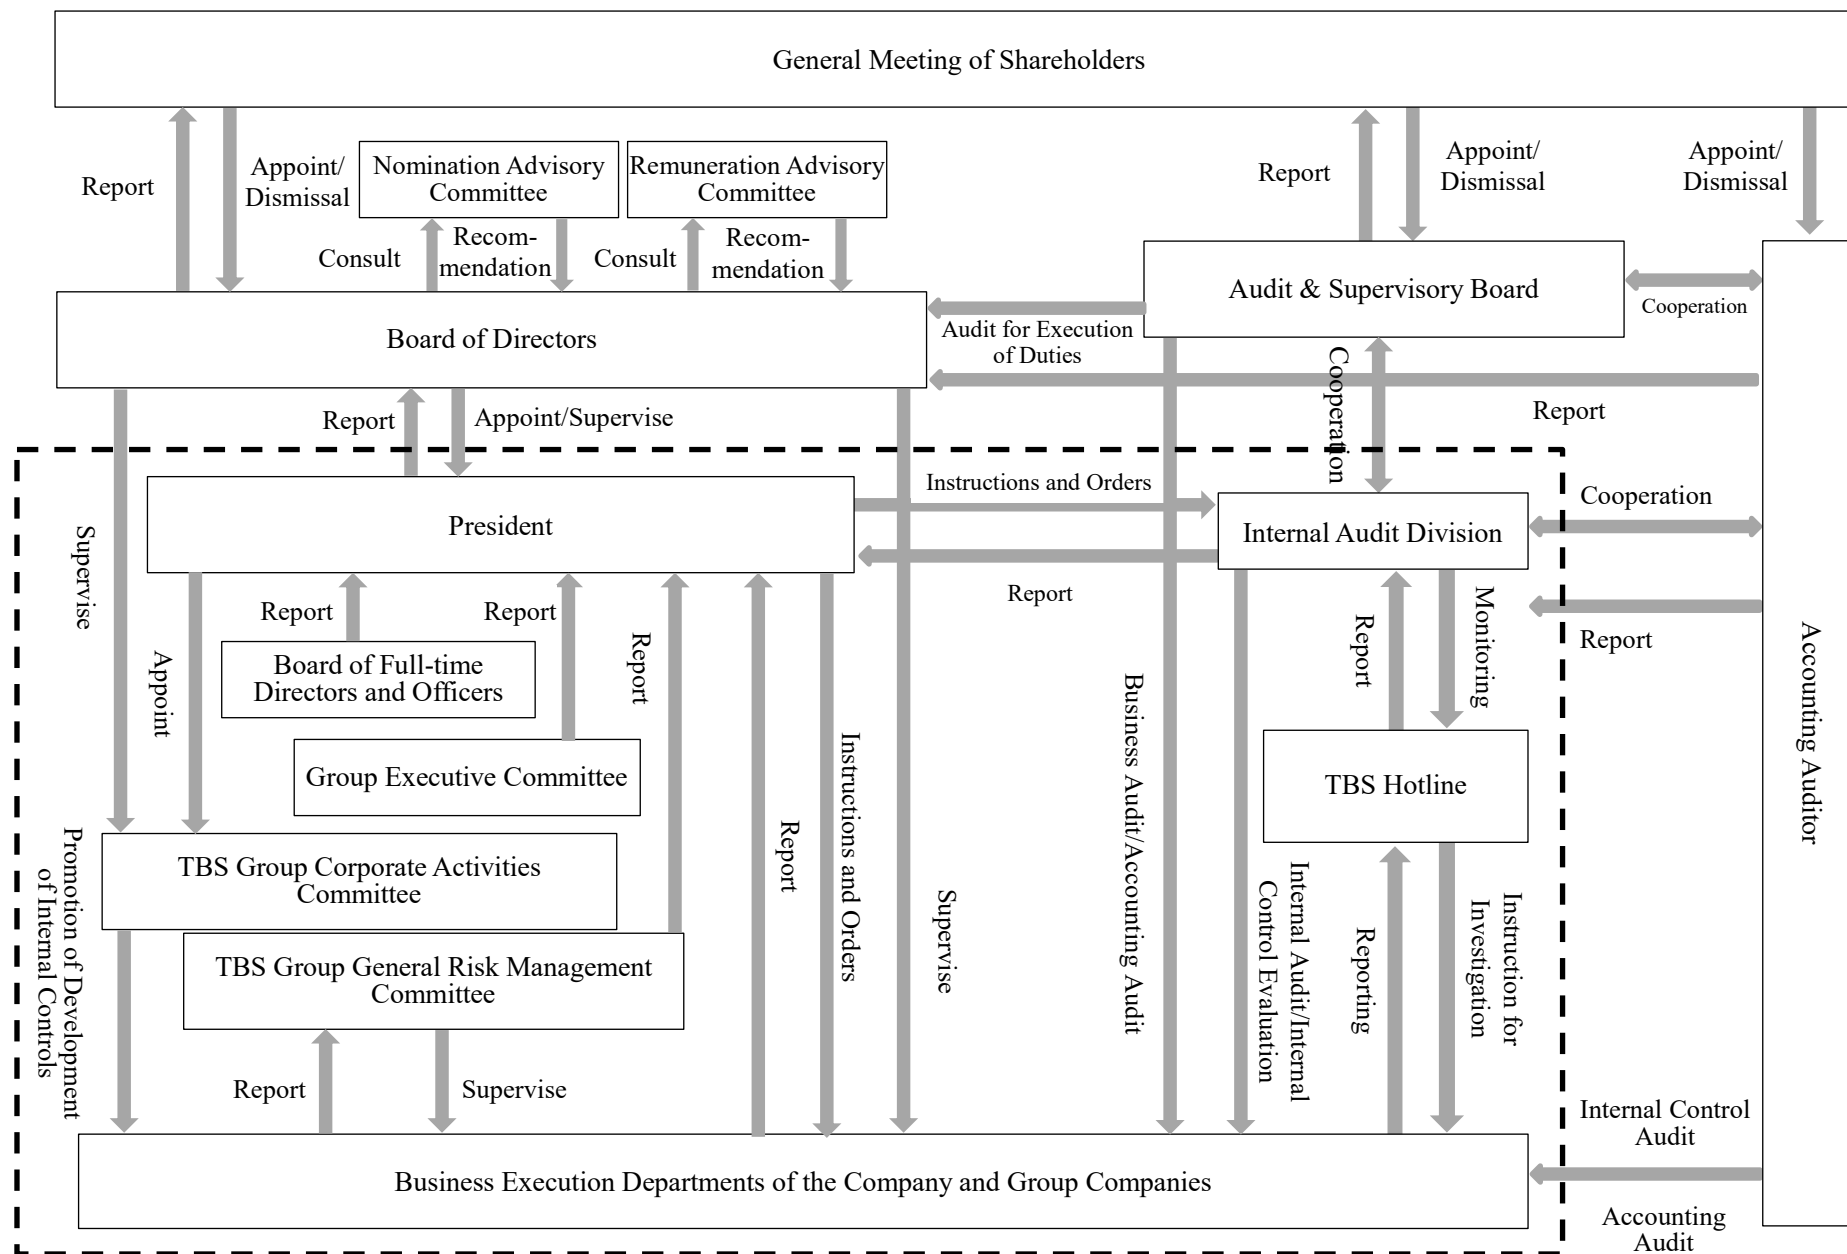 General Meeting of Shareholders
Report
Appoint/
Dismissal
Nomination Advisory
Committee
Remuneration Advisory
Committee
Report
Appoint/
Dismissal
Appoint/
Dismissal
Consult
Recom-
mendation
Consult
Recom-
mendation
Board of Directors
Audit & Supervisory Board
Cooperation
Audit for Execution
of Duties
Cooperation
Report
Report
Appoint/Supervise
Supervise
President
Instructions and Orders
Internal Audit Division
Cooperation
Report
Report
Report
Report
Report
Appoint
Board of Full-time
Directors and Officers
Report
Monitoring
Report
Accounting Auditor
Group Executive Committee
Business Audit/Accounting Audit
TBS Hotline
Instructions and Orders
Report
TBS Group Corporate Activities
Committee
Promotion of Development
of Internal Controls
TBS Group General Risk Management
Committee
Supervise
Internal Audit/Internal
Control Evaluation
Reporting
Instruction for
Investigation
Report
Supervise
Internal Control
Audit
Business Execution Departments of the Company and Group Companies
Accounting
Audit